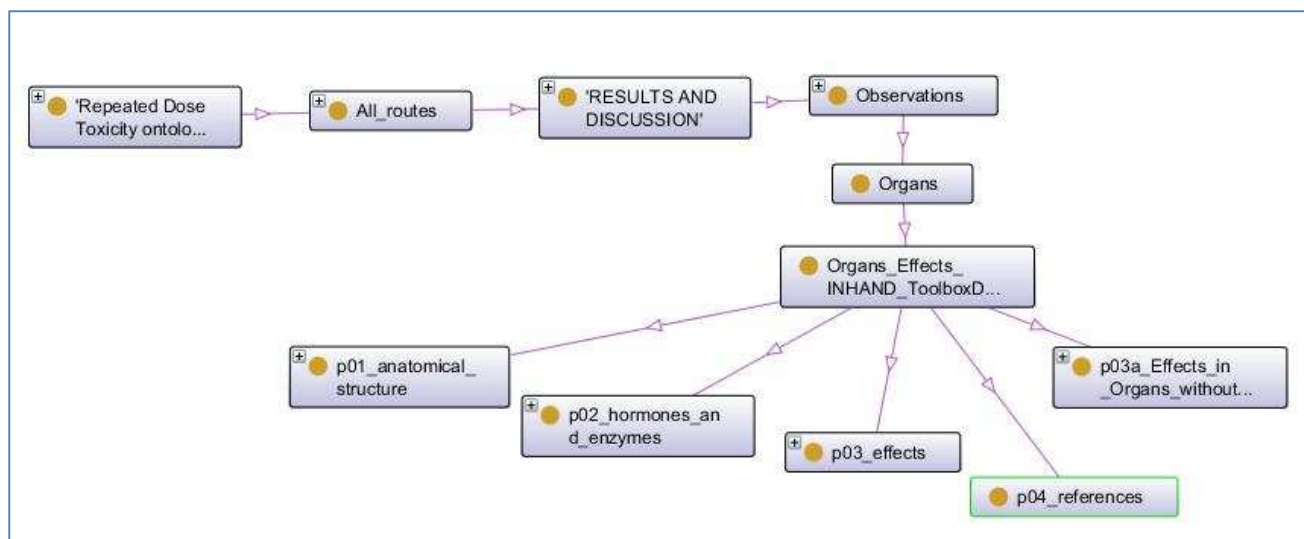 'Repeated Dose
Toxicity ontolo...
All_routes
'RESULTS AND
DISCUSSION'
Observations
Organs
Organs_Effects_
INHAND_ToolboxD...
p01_anatomical_
structure
p02_hormones_an
d_enzymes
p03_effects
p04_references
p03a_Effects_in
_Organs_without...